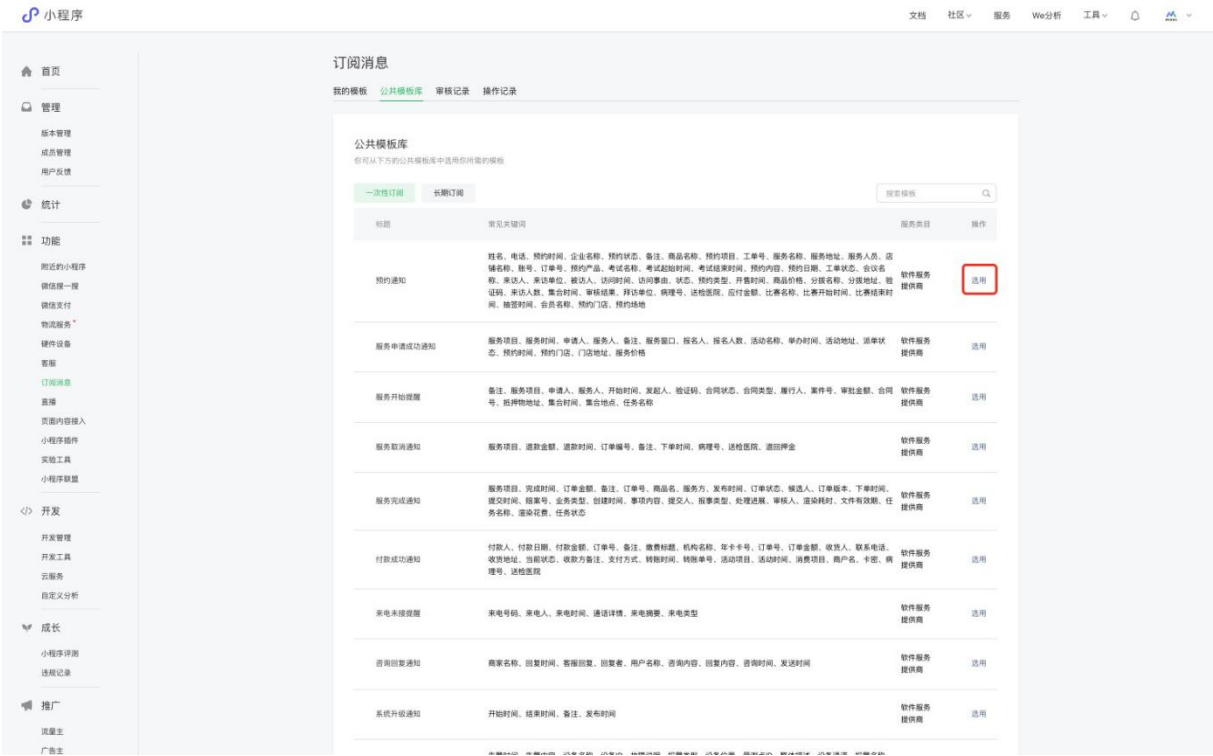 小程序
文档 社区 服务 We分析 工具
首页
管理
版本管理
成员管理
用户反馈
统计
功能
附近的小程序
微信搜一搜
微信支付
物流服务
硬件设备
客服
订阅消息
直播
页面内容接入
小程序插件
实验工具
小程序联盟
开发
开发管理
开发工具
云服务
自定义分析
成长
小程序评测
违规记录
推广
流量主
广告主
订阅消息
我的模板 公共模板库 审核记录 操作记录
公共模板库
你可从下方的公共模板库中选用你所需的模板
一次性订阅 长期订阅 搜索模板
标题 常见关键词 服务类目 操作
预约通知
姓名、电话、预约时间、企业名称、预约状态、备注、商品名称、预约项目、工单号、服务名称、服务地址、服务人员、店
铺名称、账号、订单号、预约产品、考试名称、考试起始时间、考试结束时间、预约内容、预约日期、工单状态、会议名
称、来访人、来访单位、被访人、访问时间、访问事由、状态、预约类型、开售时间、商品价格、分拨名称、分拨地址、验
证码、来访人数、集合时间、审核结果、拜访单位、病理号、送检医院、应付金额、比赛名称、比赛开始时间、比赛结束时
间、抽签时间、会员名称、预约门店、预约场地
软件服务
提供商
选用
服务申请成功通知
服务项目、服务时间、申请人、服务人、备注、服务窗口、报名人、报名人数、活动名称、举办时间、活动地址、派单状
态、预约时间、预约门店、门店地址、服务价格
软件服务
提供商
选用
服务开始提醒
备注、服务项目、申请人、服务人、开始时间、发起人、验证码、合同状态、合同类型、履行人、案件号、审批金额、合同
号、抵押物地址、集合时间、集合地点、任务名称
软件服务
提供商
选用
服务取消通知
服务项目、退款金额、退款时间、订单编号、备注、下单时间、病理号、送检医院、退回押金
软件服务
提供商
选用
服务完成通知
服务项目、完成时间、订单金额、备注、订单号、商品名、服务方、发布时间、订单状态、候选人、订单版本、下单时间、
提交时间、赔案号、业务类型、创建时间、事项内容、提交人、报事类型、处理进展、审核人、渲染耗时、文件有效期、任
务名称、渲染花费、任务状态
软件服务
提供商
选用
付款成功通知
付款人、付款日期、付款金额、订单号、备注、缴费标题、机构名称、年卡卡号、订单号、订单金额、收货人、联系电话、
收货地址、当前状态、收款方备注、支付方式、转账时间、转账单号、活动项目、活动时间、消费项目、商户名、卡密、病
理号、送检医院
软件服务
提供商
选用
来电未接提醒
来电号码、来电人、来电时间、通话详情、来电摘要、来电类型
软件服务
提供商
选用
咨询回复通知
商家名称、回复时间、客服回复、回复者、用户名称、咨询内容、回复内容、咨询时间、发送时间
软件服务
提供商
选用
系统升级通知
开始时间、结束时间、备注、发布时间
软件服务
提供商
选用